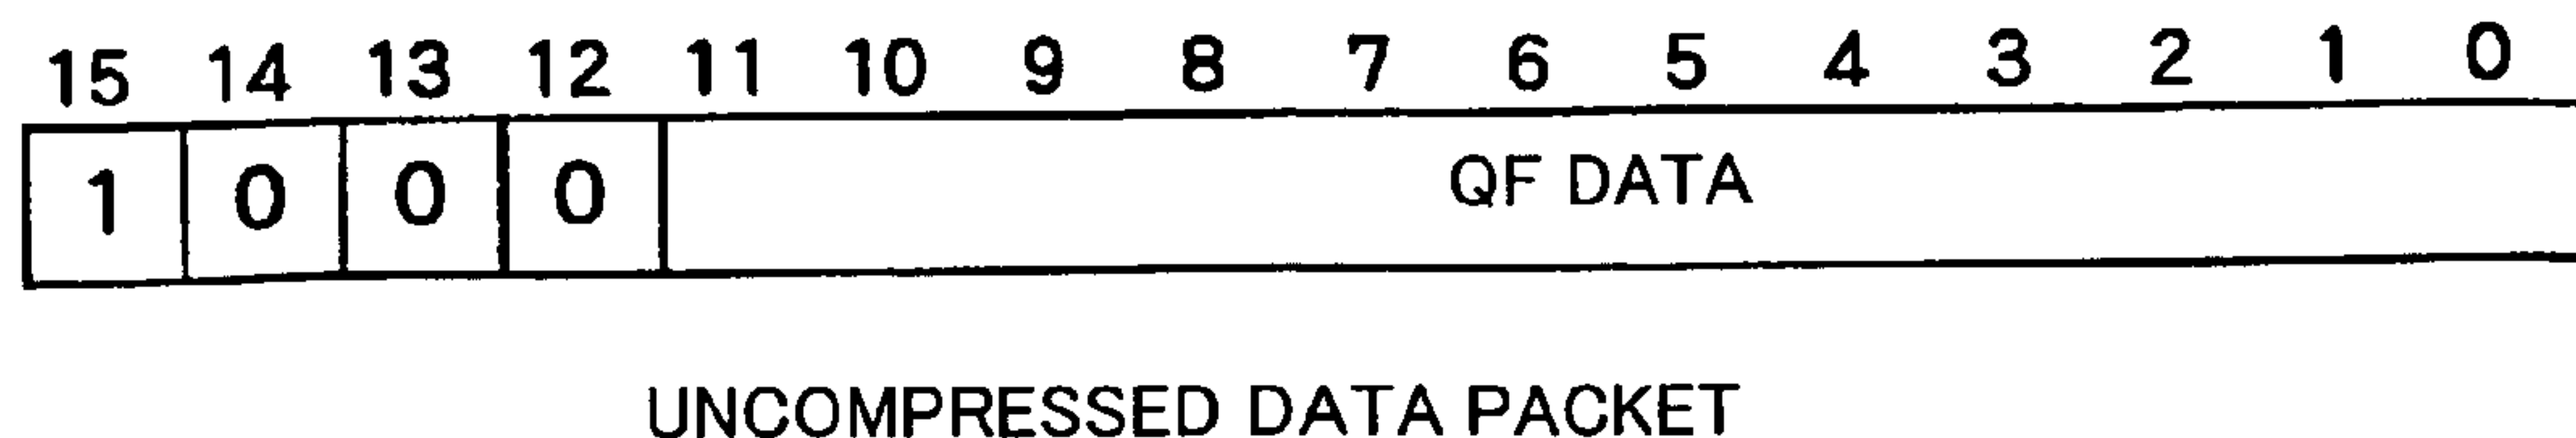 15 14 13 12 11 10 9 8 7 6 5 4 3 2 1 0
1 0 0 0 QF DATA
UNCOMPRESSED DATA PACKET